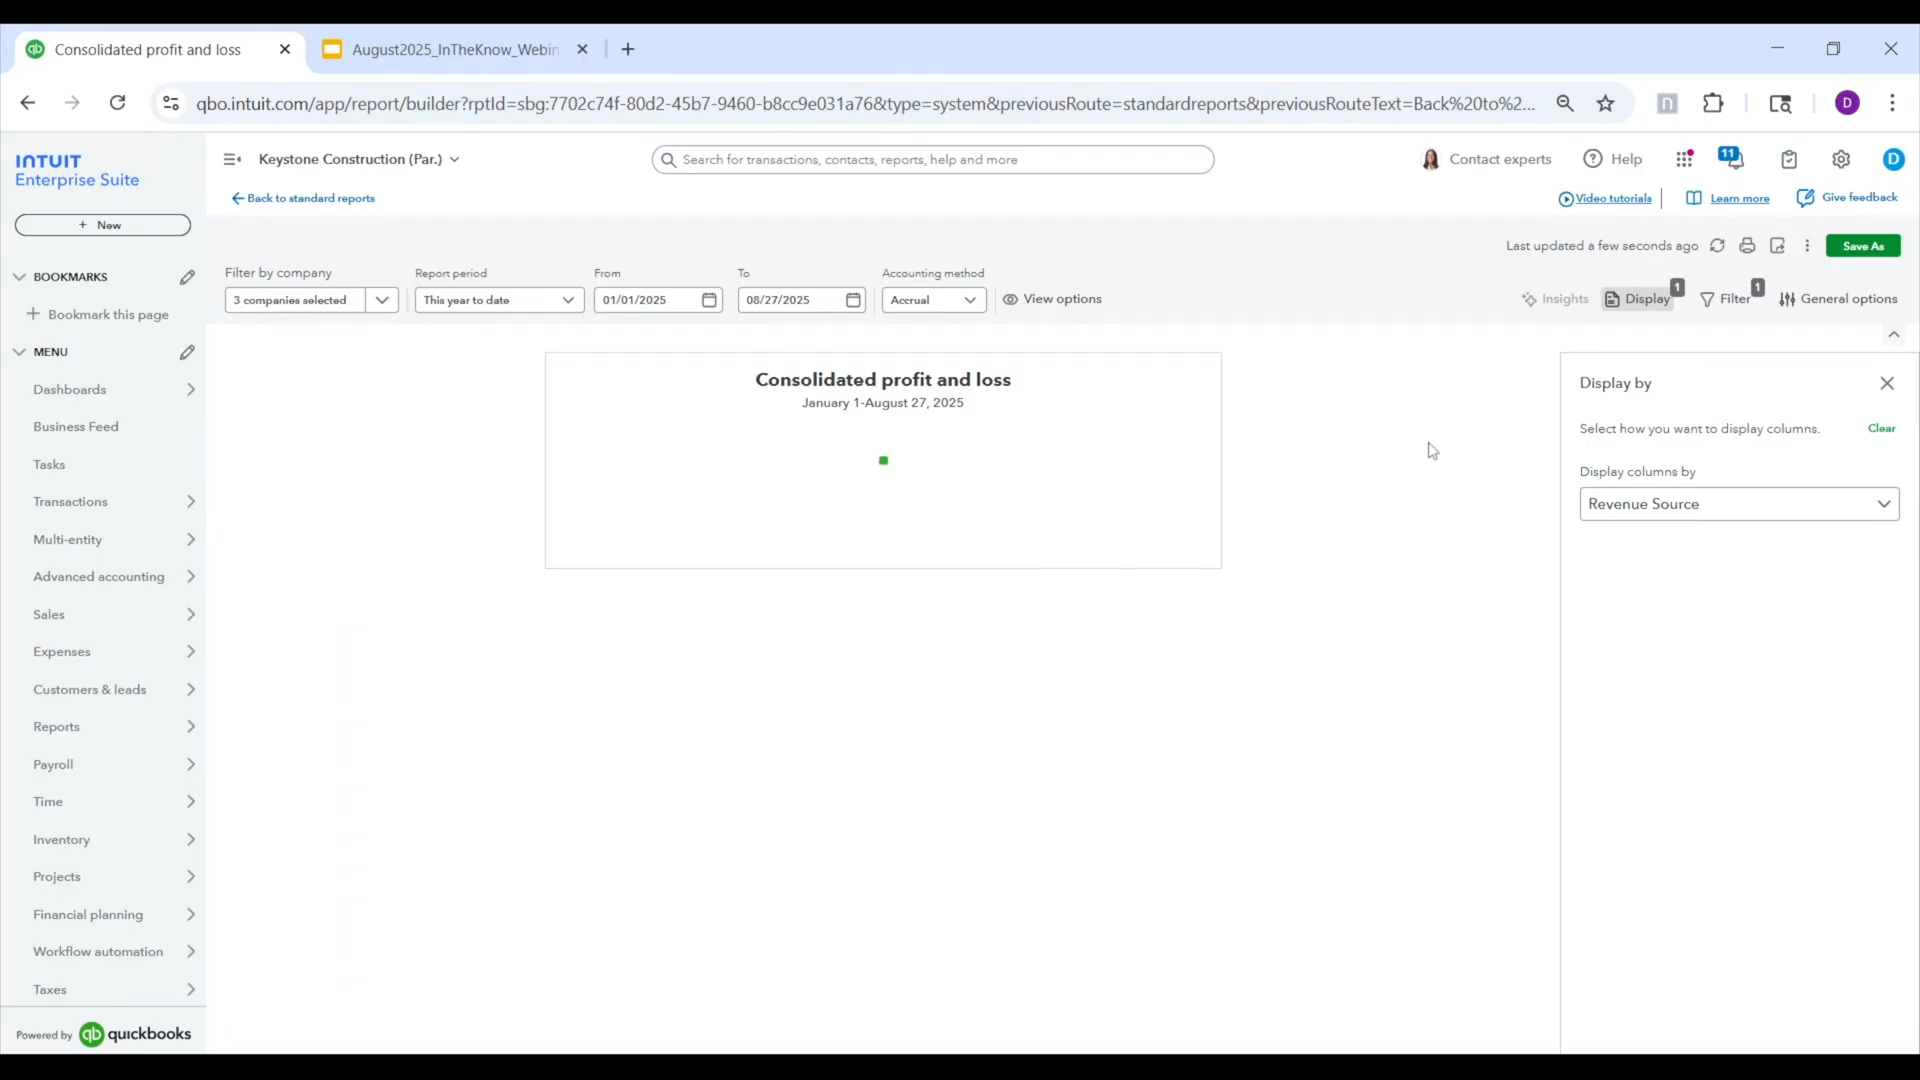 Consolidated profit and loss
August2025_InTheKnow_Webin
qbo.intuit.com/app/report/builder?rptId=sbg:7702c74f-80d2-45b7-9460-b8cc9e031a76&type=system&previousRoute=standardreports&previousRouteText=Back%20to%2...
D
INTUIT
Enterprise Suite
Keystone Construction (Par.)
Search for transactions, contacts, reports, help and more
Contact experts
Help
11
D
Back to standard reports
Video tutorials
Learn more
Give feedback
+ New
Last updated a few seconds ago
Save As
BOOKMARKS
Bookmark this page
Filter by company
Report period
From
To
Accounting method
3 companies selected
This year to date
01/01/2025
08/27/2025
Accrual
View options
Insights
Display
1
Filter
1
General options
MENU
Dashboards
Business Feed
Tasks
Transactions
Multi-entity
Advanced accounting
Sales
Expenses
Customers & leads
Reports
Payroll
Time
Inventory
Projects
Financial planning
Workflow automation
Taxes
Powered by qb quickbooks
Consolidated profit and loss
January 1-August 27, 2025
Display by
Select how you want to display columns.
Clear
Display columns by
Revenue Source